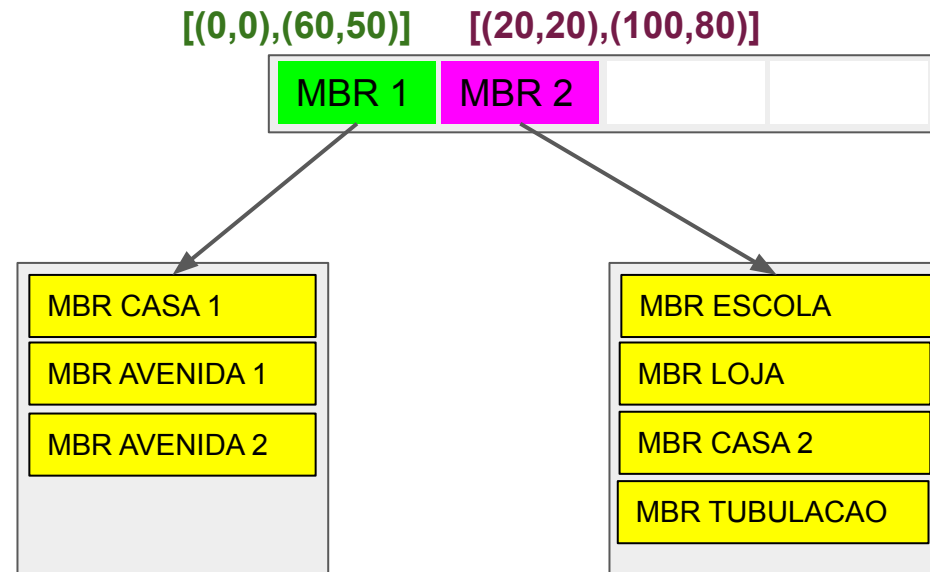 [(0,0),(60,50)] [(20,20),(100,80)]
MBR 1 MBR 2
MBR CASA 1
MBR AVENIDA 1
MBR AVENIDA 2
MBR ESCOLA
MBR LOJA
MBR CASA 2
MBR TUBULACAO